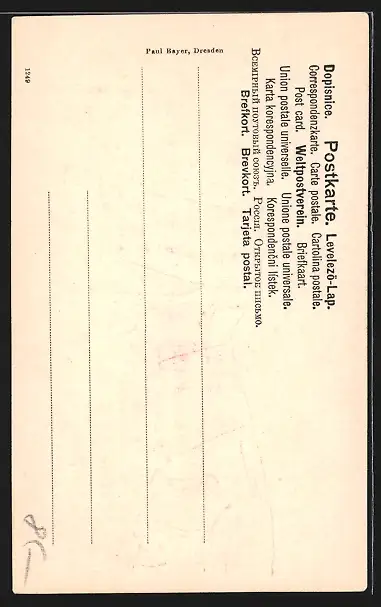 Dopisnice. Postkarte. Levelező-Lap.
Correspondenzkarte. Carte postale. Cartolina postale.
Post card. Weltpostverein. Briefkaart.
Union postale universelle. Unione postale universale.
Karta korespondencyjna. Korespondenční lístek.
Всемірный почтовый союзъ. Россія. Открытое письмо.
Brefkort. Brevkort. Tarjeta postal.
Paul Bayer, Dresden
1249